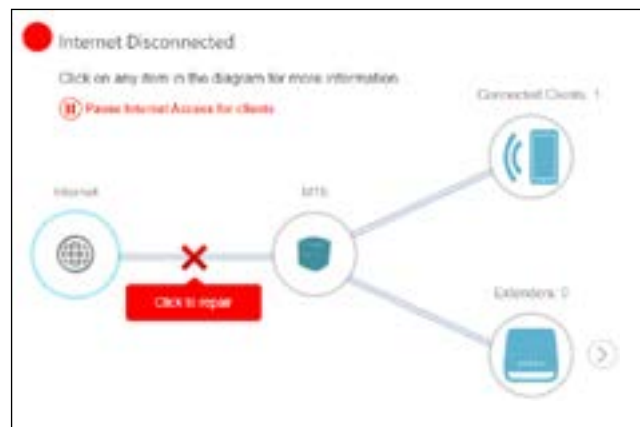 Internet Disconnected
Click on any item in the diagram for more information
Pause Internet Access for clients
Connected Clients: 1
Internet
Click to repair
Extenders: 0